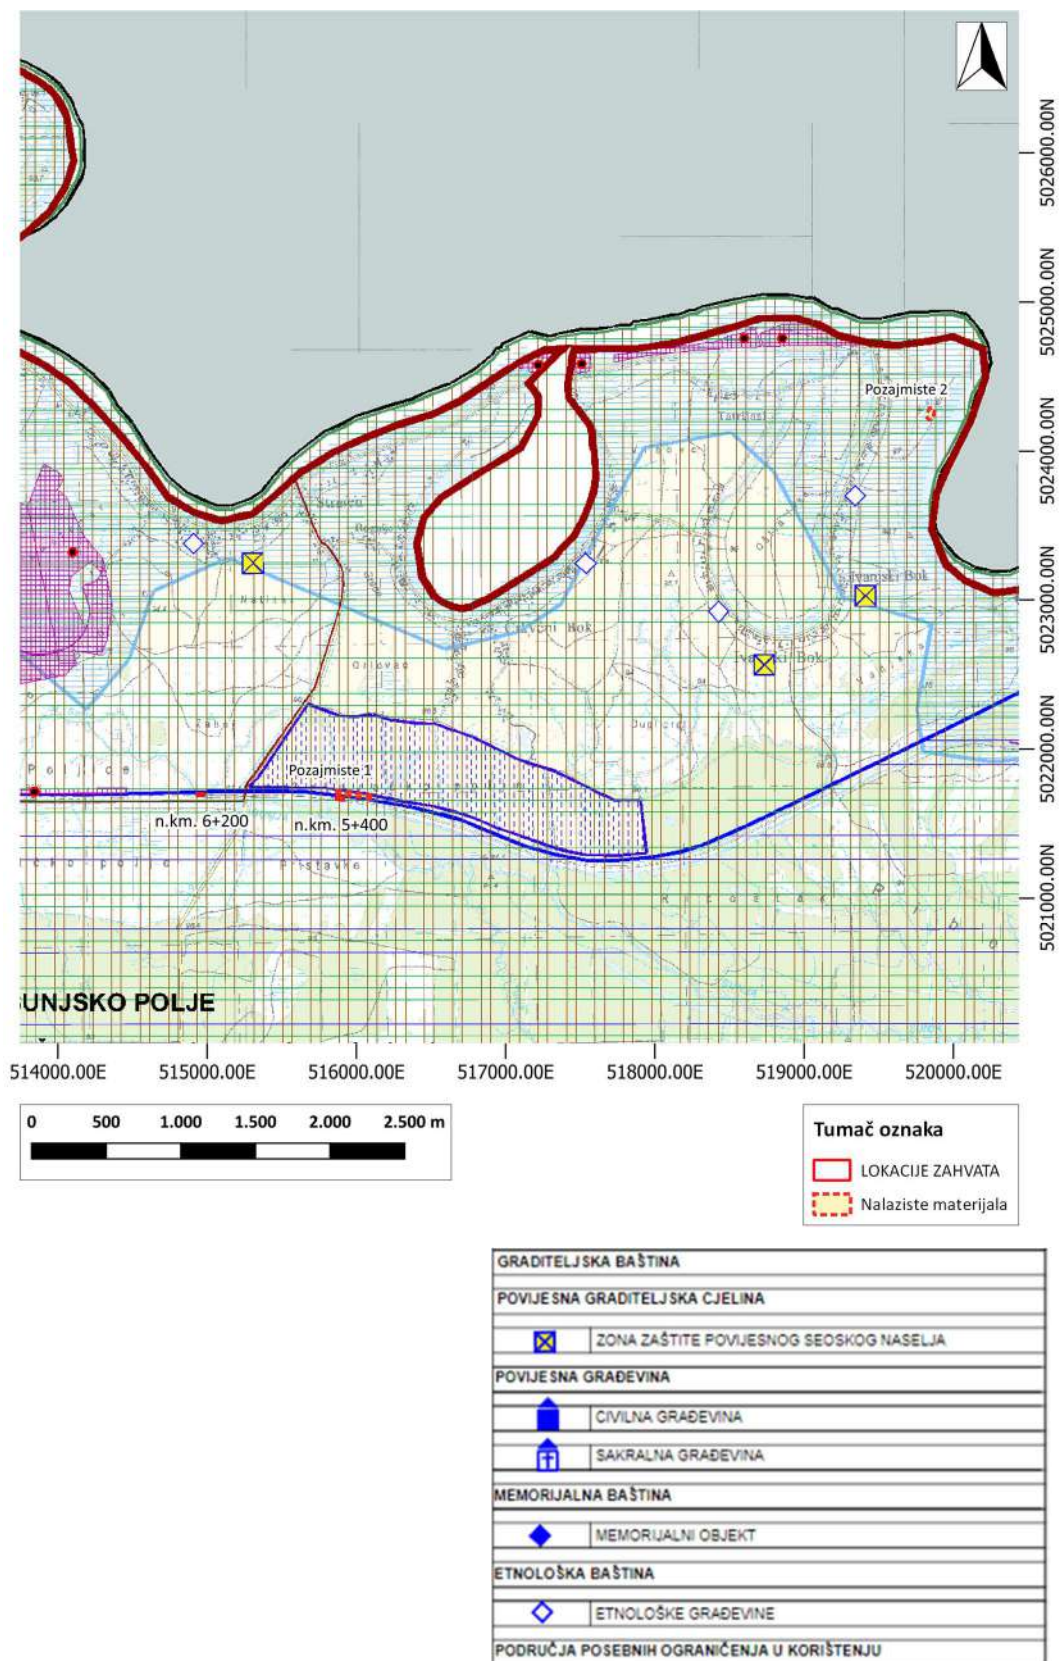 5026000.00N
5025000.00N
5024000.00N
5023000.00N
5022000.00N
5021000.00N
Pozajmiste 2
Ivanjski Bok
Crkveni Bok
Pozajmiste 1
n.km. 6+200
n.km. 5+400
UNJSKO POLJE
514000.00E 515000.00E 516000.00E 517000.00E 518000.00E 519000.00E 520000.00E
0 500 1.000 1.500 2.000 2.500 m
Tumač oznaka
LOKACIJE ZAHVATA
Nalaziste materijala
GRADITELJSKA BAŠTINA
POVIJESNA GRADITELJSKA CJELINA
ZONA ZAŠTITE POVIJESNOG SEOSKOG NASELJA
POVIJESNA GRAĐEVINA
CIVILNA GRAĐEVINA
SAKRALNA GRAĐEVINA
MEMORIJALNA BAŠTINA
MEMORIJALNI OBJEKT
ETNOLOŠKA BAŠTINA
ETNOLOŠKE GRAĐEVINE
PODRUČJA POSEBNIH OGRANIČENJA U KORIŠTENJU